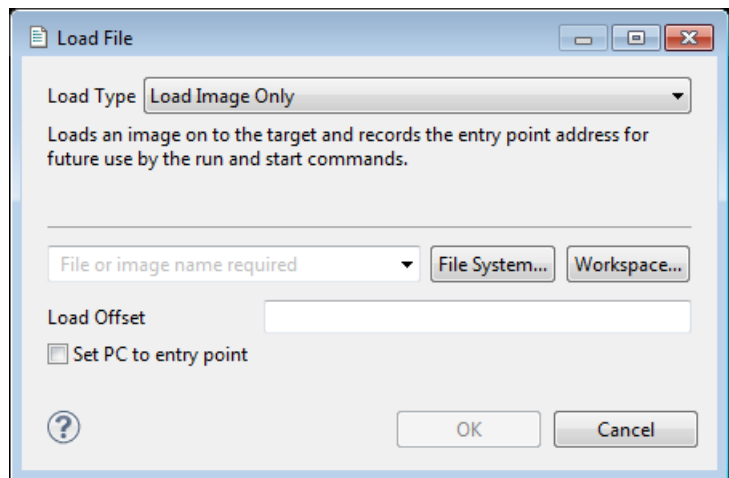 Load File
Load Type Load Image Only
Loads an image on to the target and records the entry point address for
future use by the run and start commands.
File or image name required File System... Workspace...
Load Offset
Set PC to entry point
? OK Cancel